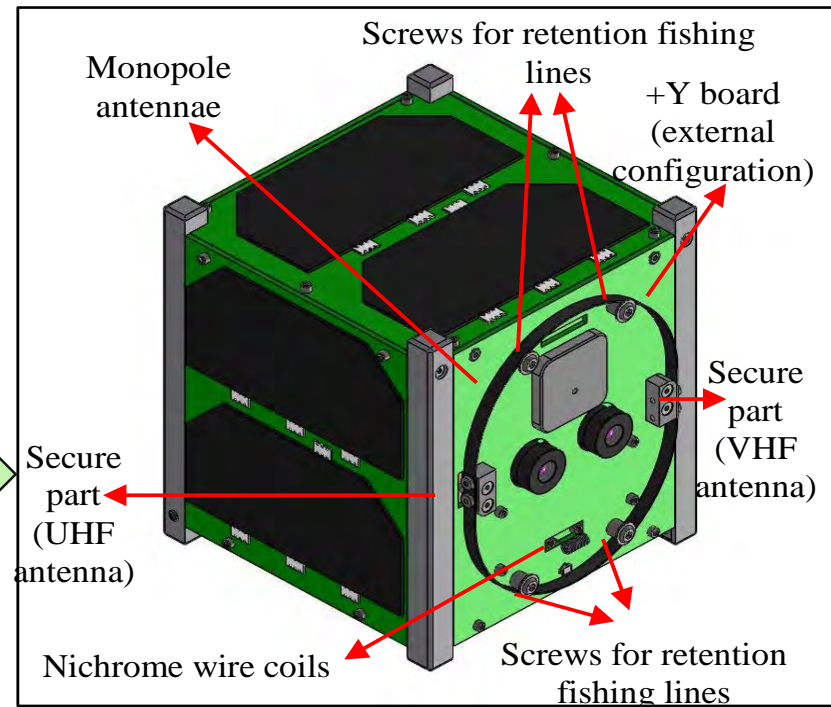 Screws for retention fishing
lines
Monopole
antennae
+Y board
(external
configuration)
Secure
part
(VHF
antenna)
Secure
part
(UHF
antenna)
Nichrome wire coils
Screws for retention
fishing lines